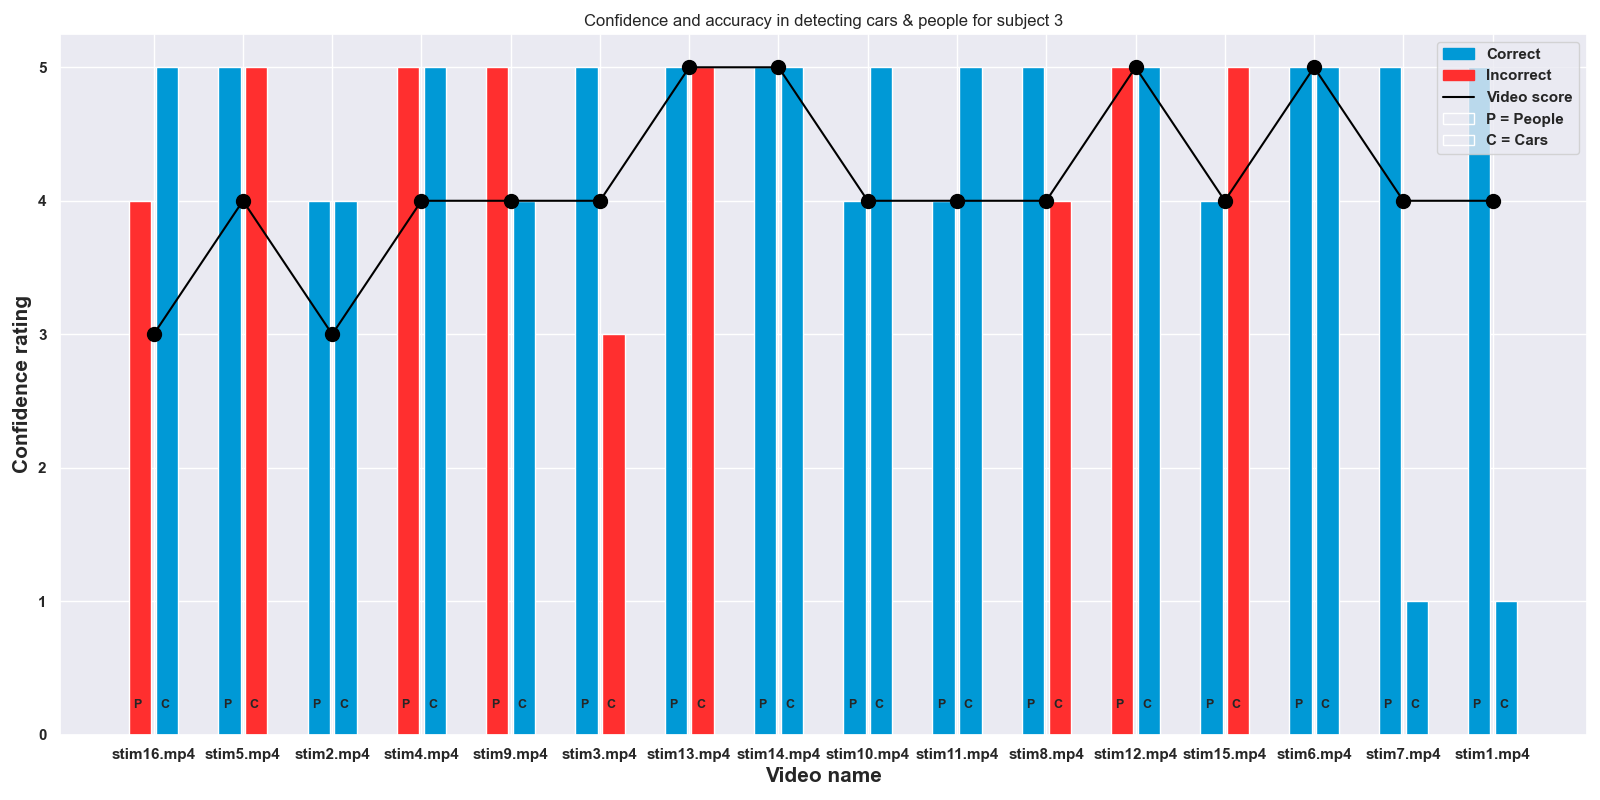 Confidence and accuracy in detecting cars & people for subject 3
Correct
Incorrect
Video score
P = People
C = Cars
Confidence rating
5
4
3
2
1
0
P C P C P C P C P C P C P C P C P C P C P C P C P C P C P C P C
stim16.mp4 stim5.mp4 stim2.mp4 stim4.mp4 stim9.mp4 stim3.mp4 stim13.mp4 stim14.mp4 stim10.mp4 stim11.mp4 stim8.mp4 stim12.mp4 stim15.mp4 stim6.mp4 stim7.mp4 stim1.mp4
Video name